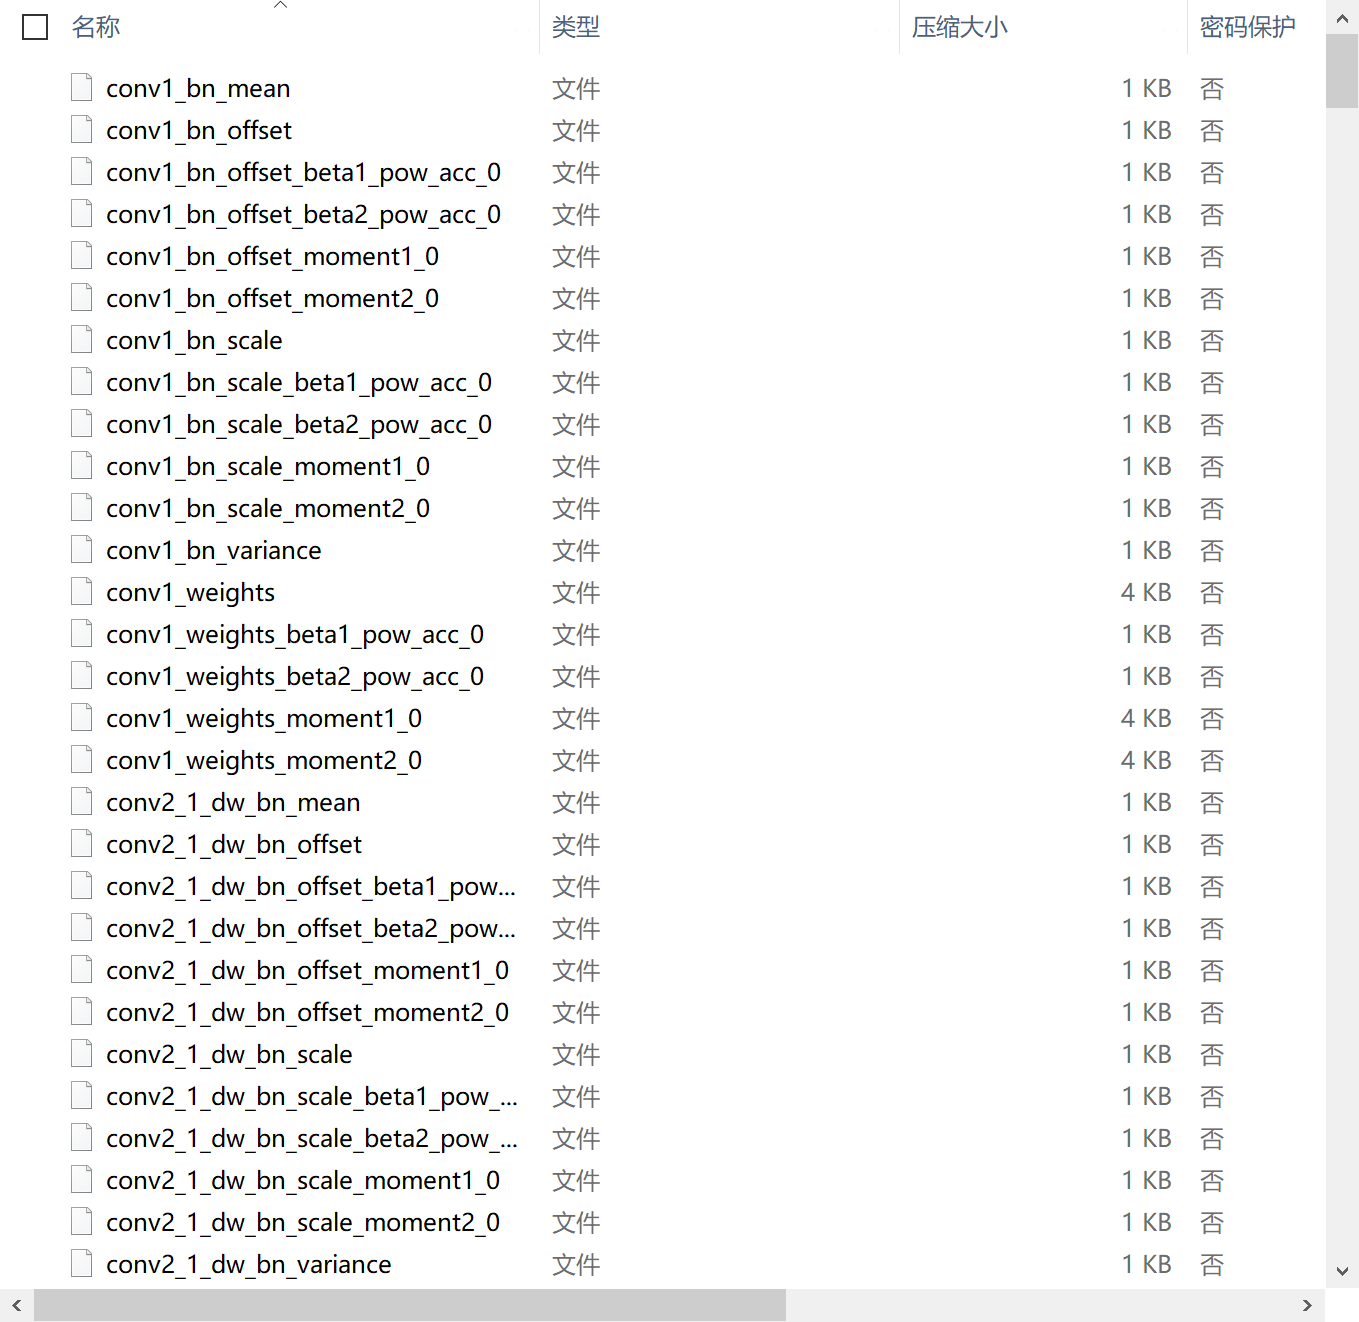 名称 类型 压缩大小 密码保护
conv1_bn_mean 文件 1 KB 否
conv1_bn_offset 文件 1 KB 否
conv1_bn_offset_beta1_pow_acc_0 文件 1 KB 否
conv1_bn_offset_beta2_pow_acc_0 文件 1 KB 否
conv1_bn_offset_moment1_0 文件 1 KB 否
conv1_bn_offset_moment2_0 文件 1 KB 否
conv1_bn_scale 文件 1 KB 否
conv1_bn_scale_beta1_pow_acc_0 文件 1 KB 否
conv1_bn_scale_beta2_pow_acc_0 文件 1 KB 否
conv1_bn_scale_moment1_0 文件 1 KB 否
conv1_bn_scale_moment2_0 文件 1 KB 否
conv1_bn_variance 文件 1 KB 否
conv1_weights 文件 4 KB 否
conv1_weights_beta1_pow_acc_0 文件 1 KB 否
conv1_weights_beta2_pow_acc_0 文件 1 KB 否
conv1_weights_moment1_0 文件 4 KB 否
conv1_weights_moment2_0 文件 4 KB 否
conv2_1_dw_bn_mean 文件 1 KB 否
conv2_1_dw_bn_offset 文件 1 KB 否
conv2_1_dw_bn_offset_beta1_pow... 文件 1 KB 否
conv2_1_dw_bn_offset_beta2_pow... 文件 1 KB 否
conv2_1_dw_bn_offset_moment1_0 文件 1 KB 否
conv2_1_dw_bn_offset_moment2_0 文件 1 KB 否
conv2_1_dw_bn_scale 文件 1 KB 否
conv2_1_dw_bn_scale_beta1_pow_... 文件 1 KB 否
conv2_1_dw_bn_scale_beta2_pow_... 文件 1 KB 否
conv2_1_dw_bn_scale_moment1_0 文件 1 KB 否
conv2_1_dw_bn_scale_moment2_0 文件 1 KB 否
conv2_1_dw_bn_variance 文件 1 KB 否